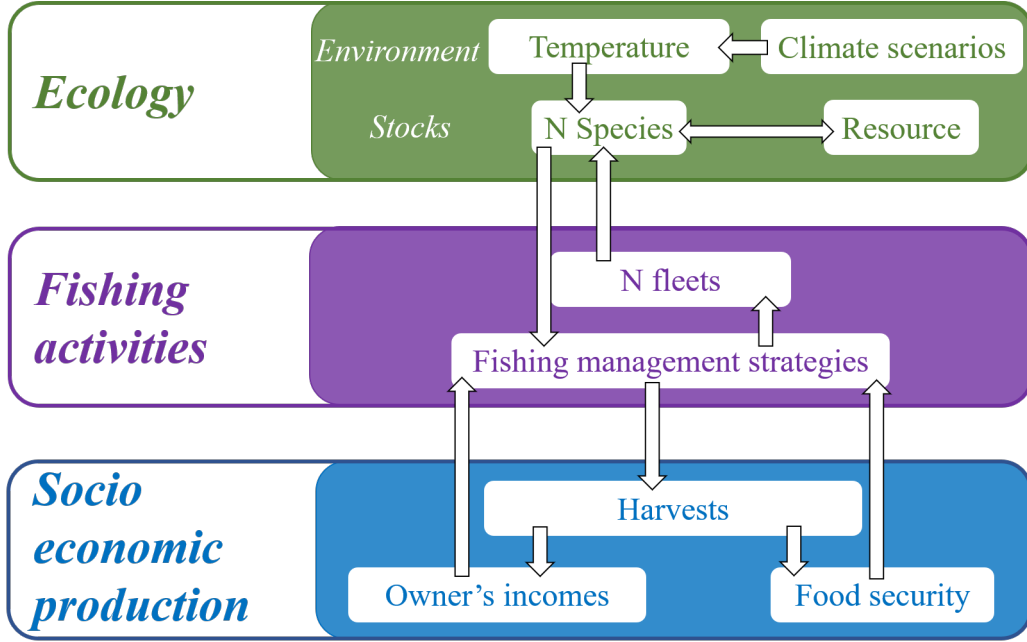 Ecology
Environment
Temperature
Climate scenarios
Stocks
N Species
Resource
Fishing
activities
N fleets
Fishing management strategies
Socio
economic
production
Harvests
Owner’s incomes
Food security